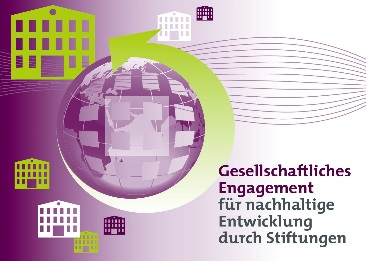 Gesellschaftliches
Engagement
für nachhaltige
Entwicklung
durch Stiftungen